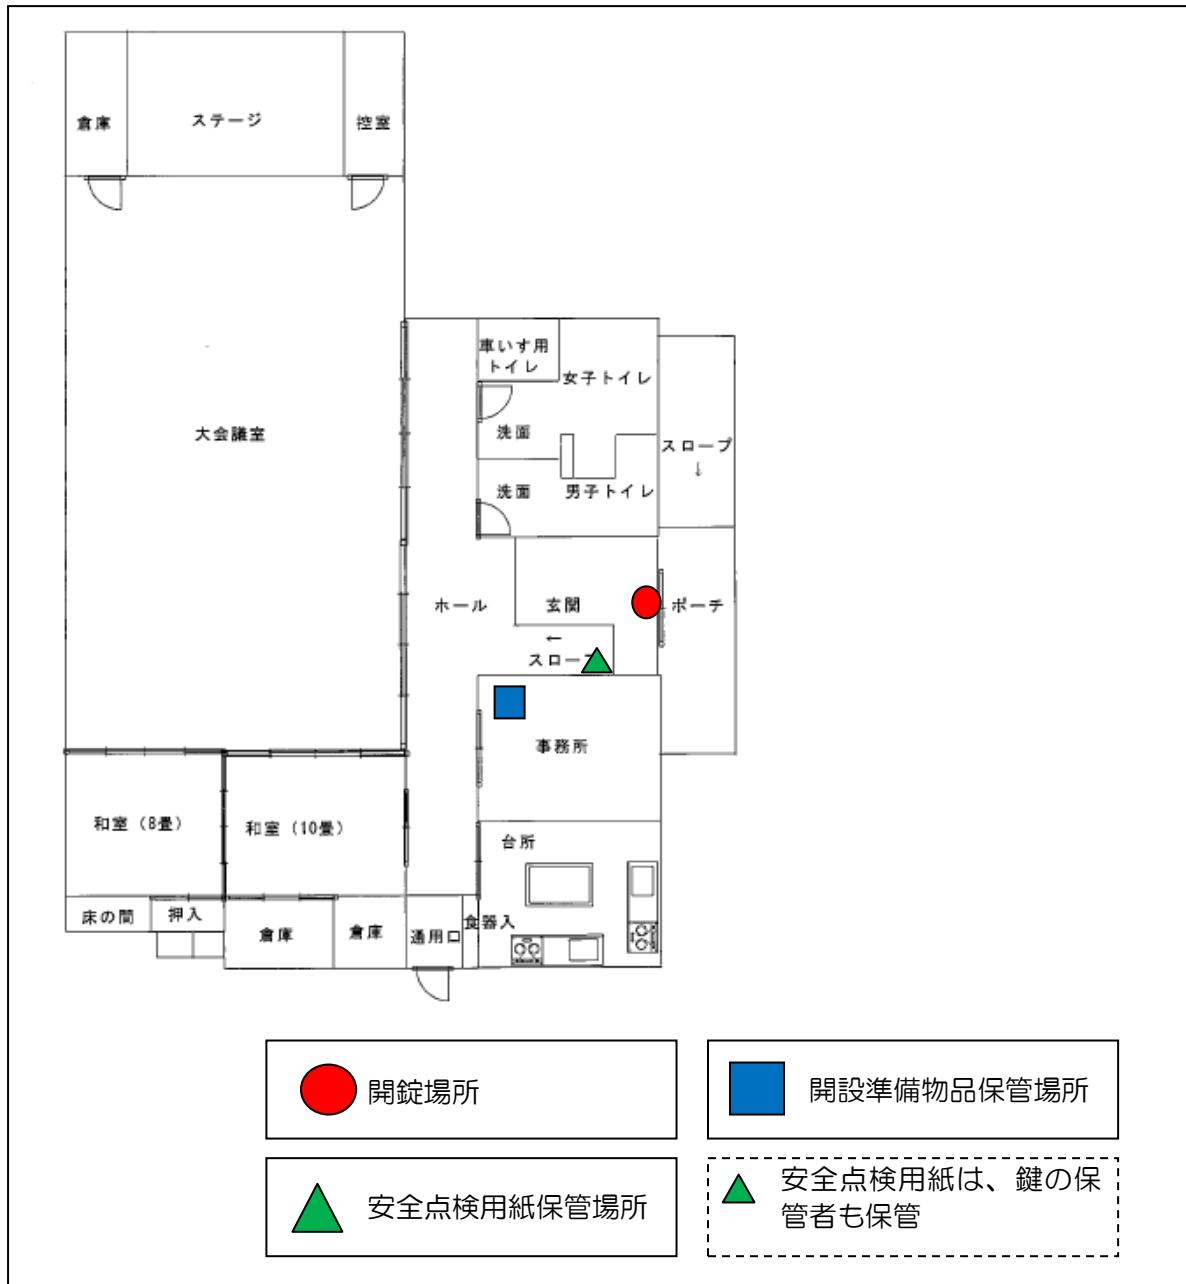 倉庫
ステージ
控室
車いす用
トイレ
女子トイレ
大会議室
洗面
スロープ
↓
洗面
男子トイレ
ホール
玄関
ポーチ
←
スロープ
事務所
和室（8畳）
和室（10畳）
台所
床の間
押入
倉庫
倉庫
通用口
食器入
開錠場所
開設準備物品保管場所
安全点検用紙保管場所
安全点検用紙は、鍵の保
管者も保管